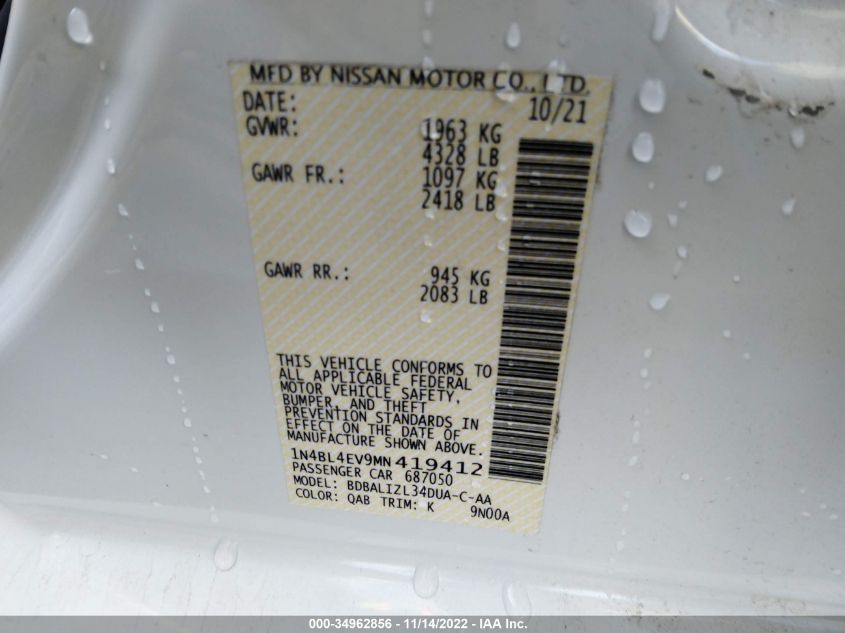 MFD BY NISSAN MOTOR CO., LTD.
DATE: 10/21
GVWR: 1963 KG
4328 LB
GAWR FR.: 1097 KG
2418 LB
GAWR RR.: 945 KG
2083 LB
THIS VEHICLE CONFORMS TO
ALL APPLICABLE FEDERAL
MOTOR VEHICLE SAFETY,
BUMPER, AND THEFT
PREVENTION STANDARDS IN
EFFECT ON THE DATE OF
MANUFACTURE SHOWN ABOVE.
1N4BL4EV9MN419412
PASSENGER CAR 687050
MODEL: BDBALIZL34DUA-C-AA
COLOR: QAB TRIM: K 9N00A
000-34962856 - 11/14/2022 - IAA Inc.